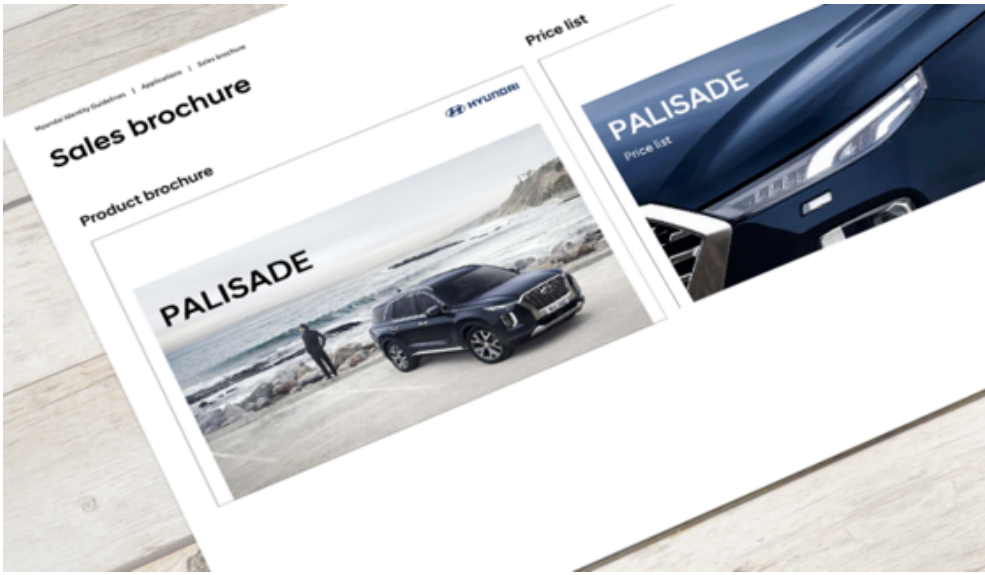 Hyundai Identity Guidelines | Applications | Sales brochure
Sales brochure
Product brochure
HYUNDAI
PALISADE
Price list
PALISADE
Price list